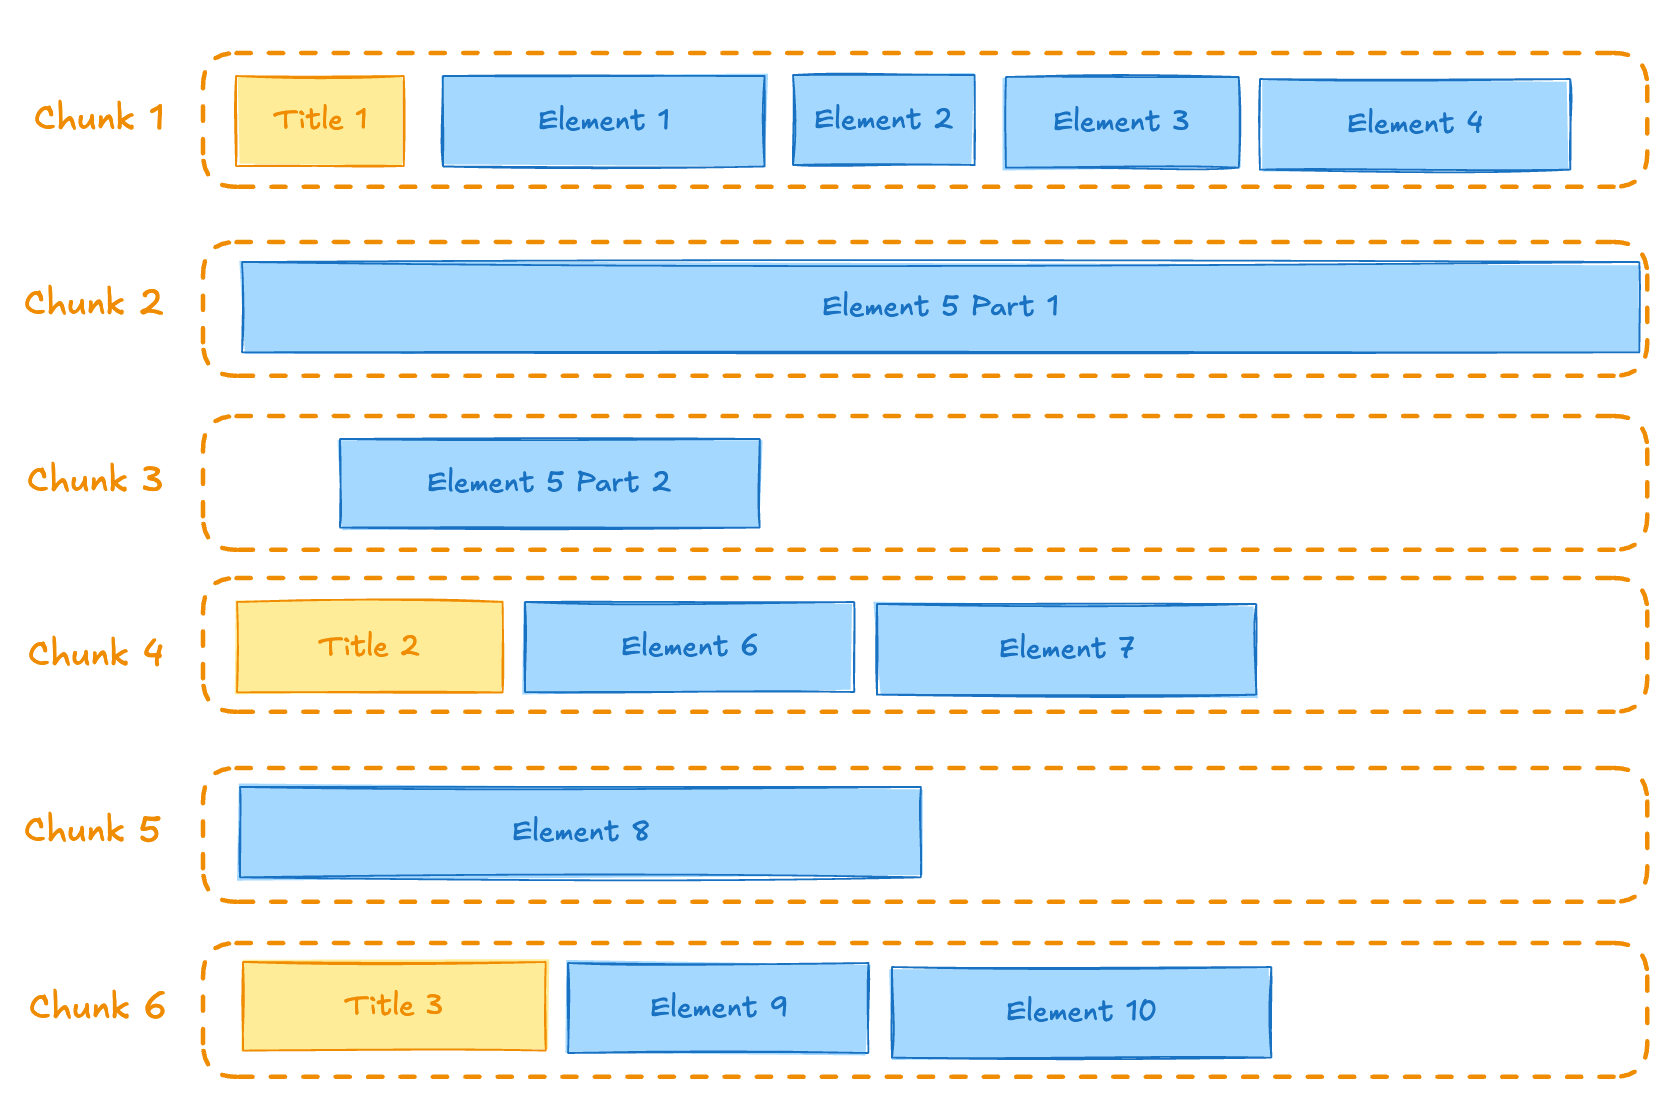 Chunk 1
Title 1
Element 1
Element 2
Element 3
Element 4
Chunk 2
Element 5 Part 1
Chunk 3
Element 5 Part 2
Chunk 4
Title 2
Element 6
Element 7
Chunk 5
Element 8
Chunk 6
Title 3
Element 9
Element 10